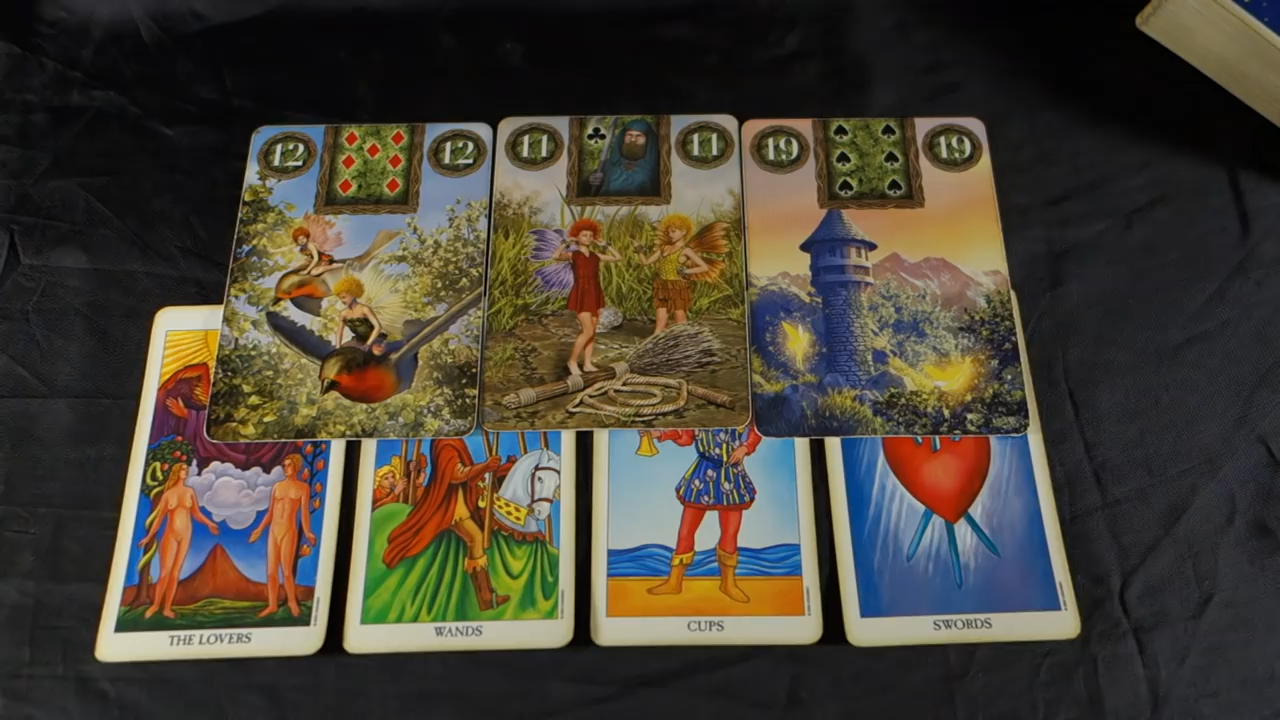 12 12
11 11
19 19
THE LOVERS
WANDS
CUPS
SWORDS